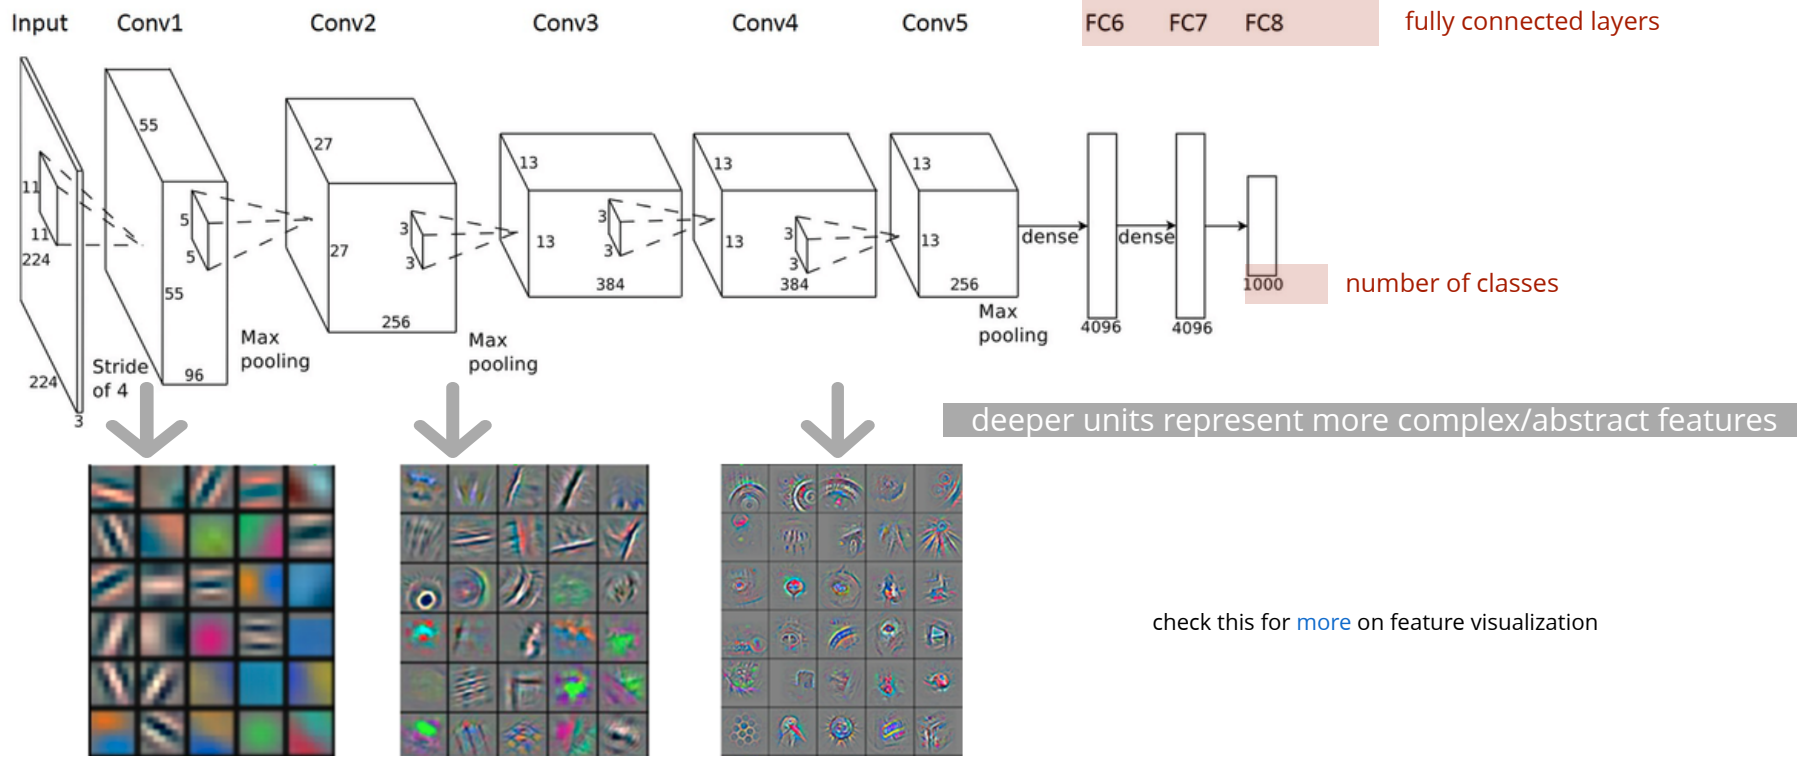 Input Conv1 Conv2 Conv3 Conv4 Conv5 FC6 FC7 FC8 fully connected layers
11
11
224
224
3
Stride
of 4
55
55
96
5
5
Max
pooling
27
27
256
3
3
Max
pooling
13
13
384
3
3
13
13
384
3
3
13
13
256
Max
pooling
dense
4096
dense
4096
1000
number of classes
deeper units represent more complex/abstract features
check this for more on feature visualization